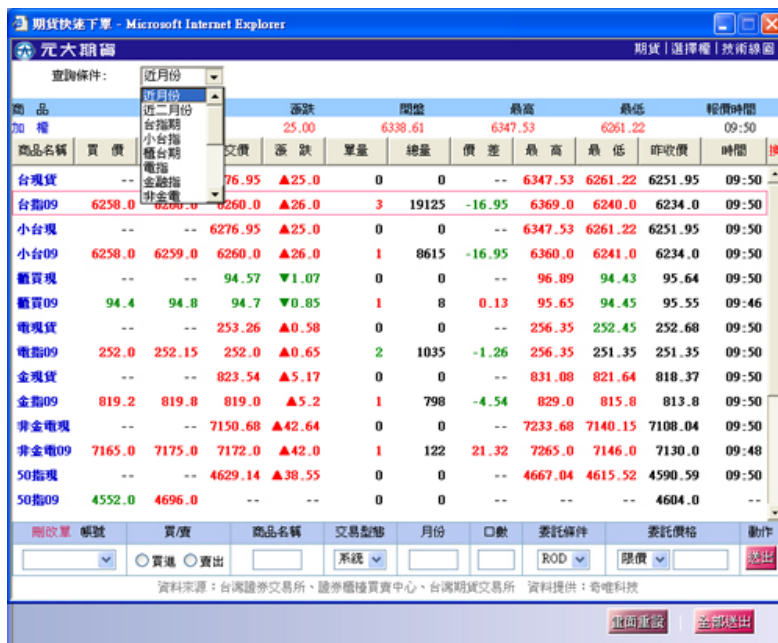 期貨快速下單 - Microsoft Internet Explorer
元大期貨 期貨 | 選擇權 | 技術線圖
查詢條件: 近月份
近月份
近二月份
台指期
小台指
櫃台期
電指
金融指
非金電
商 品 漲跌 開盤 最高 最低 報價時間
加 權 25.00 6338.61 6347.53 6261.22 09:50
商品名稱 買 價 交價 漲 跌 單量 總量 價 差 最 高 最 低 昨收價 時間 換
台現貨 -- 76.95 ▲25.0 0 0 -- 6347.53 6261.22 6251.95 09:50
台指09 6258.0 6260.0 6260.0 ▲26.0 3 19125 -16.95 6369.0 6240.0 6234.0 09:50
小台現 -- -- 6276.95 ▲25.0 0 0 -- 6347.53 6261.22 6251.95 09:50
小台09 6258.0 6259.0 6260.0 ▲26.0 1 8615 -16.95 6360.0 6241.0 6234.0 09:50
櫃買現 -- -- 94.57 ▼1.07 0 0 -- 96.89 94.43 95.64 09:50
櫃買09 94.4 94.8 94.7 ▼0.85 1 8 0.13 95.65 94.45 95.55 09:46
電現貨 -- -- 253.26 ▲0.58 0 0 -- 256.35 252.45 252.68 09:50
電指09 252.0 252.15 252.0 ▲0.65 2 1035 -1.26 256.35 251.35 251.35 09:50
金現貨 -- -- 823.54 ▲5.17 0 0 -- 831.08 821.64 818.37 09:50
金指09 819.2 819.8 819.0 ▲5.2 1 798 -4.54 829.0 815.8 813.8 09:50
非金電現 -- -- 7150.68 ▲42.64 0 0 -- 7233.68 7140.15 7108.04 09:50
非金電09 7165.0 7175.0 7172.0 ▲42.0 1 122 21.32 7265.0 7146.0 7130.0 09:48
50指現 -- -- 4629.14 ▲38.55 0 0 -- 4667.04 4615.52 4590.59 09:50
50指09 4552.0 4696.0 -- -- 0 0 -- -- -- 4604.0 --
刪改單 帳號 買/賣 商品名稱 交易型態 月份 口數 委託條件 委託價格 動作
買進 賣出 系統 ROD 限價 送出
資料來源：台灣證券交易所、證券櫃檯買賣中心、台灣期貨交易所 資料提供：奇唯科技
畫面重設 全部送出